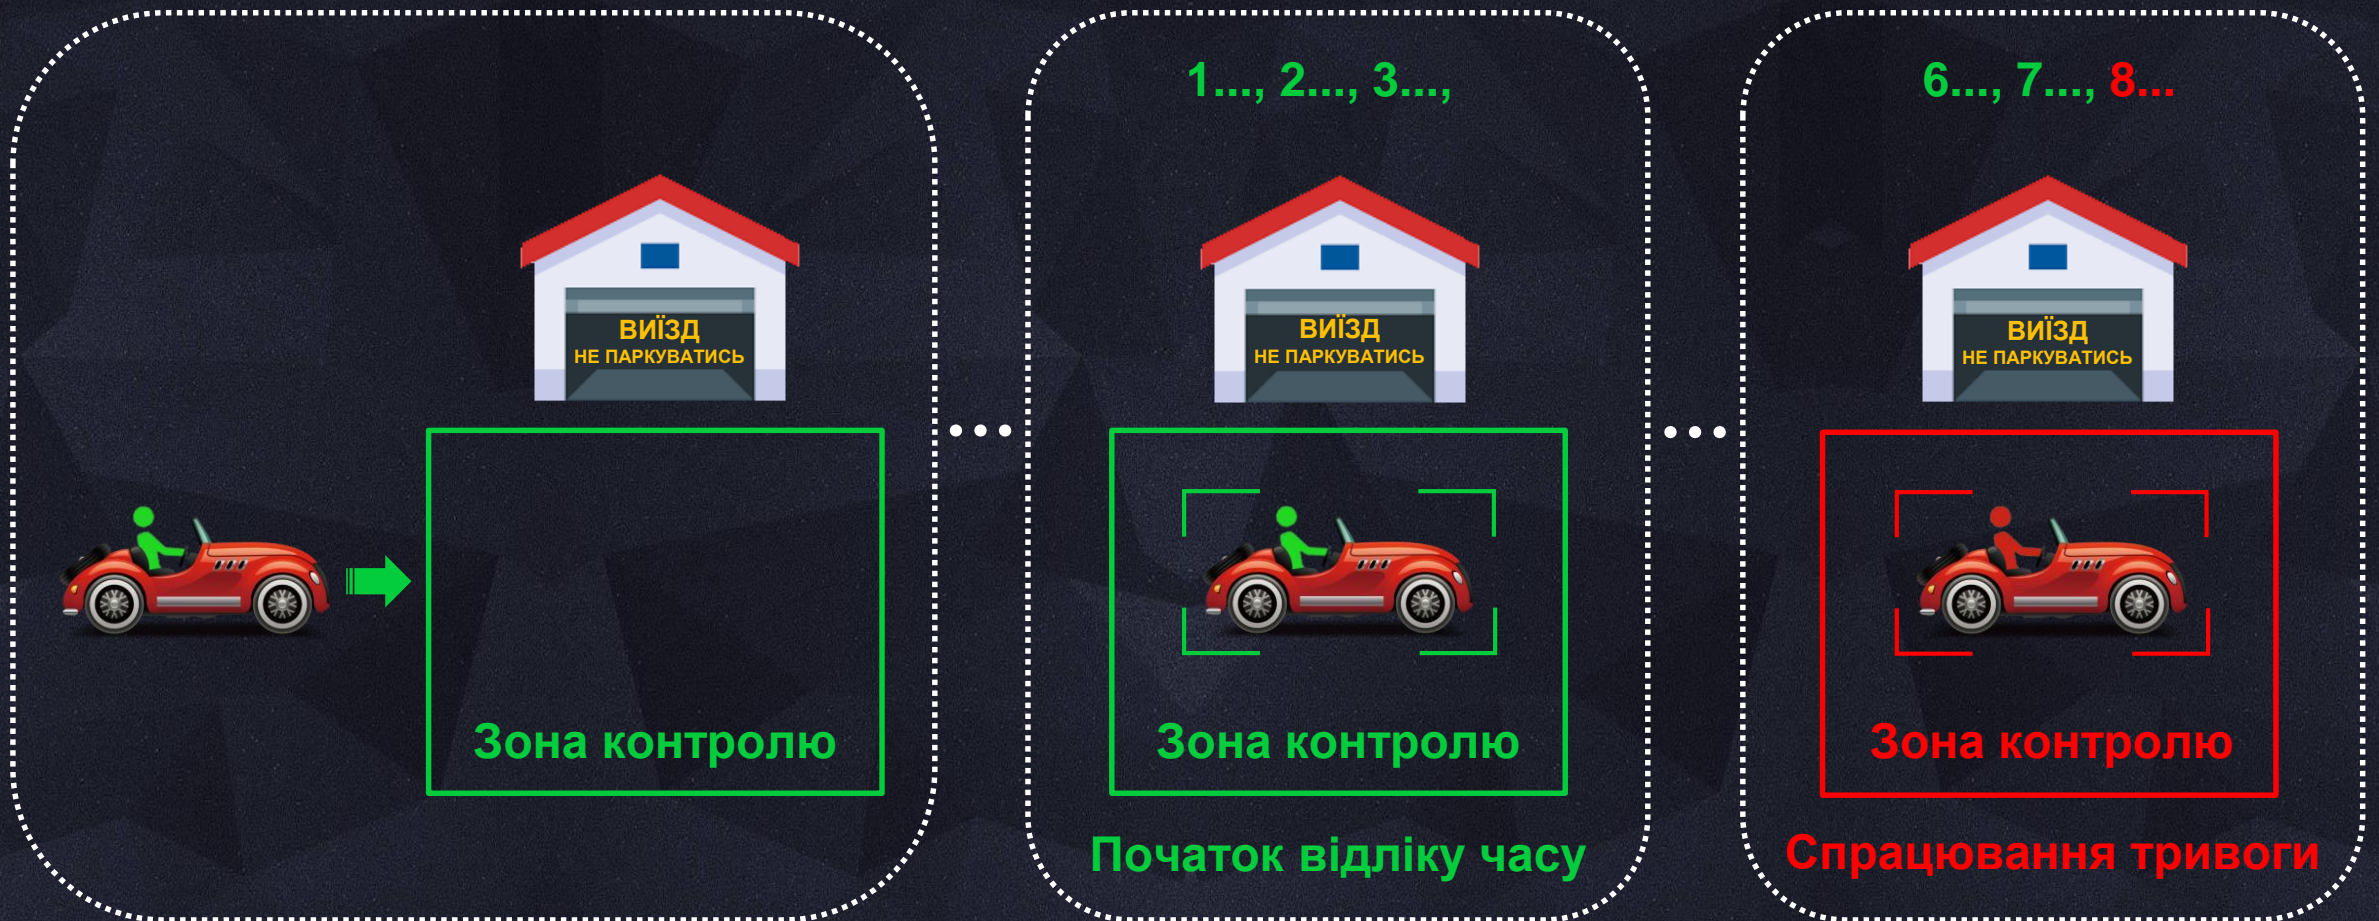 ВИЇЗД
НЕ ПАРКУВАТИСЬ
Зона контролю
1..., 2..., 3...,
ВИЇЗД
НЕ ПАРКУВАТИСЬ
Зона контролю
Початок відліку часу
6..., 7..., 8...
ВИЇЗД
НЕ ПАРКУВАТИСЬ
Зона контролю
Спрацювання тривоги